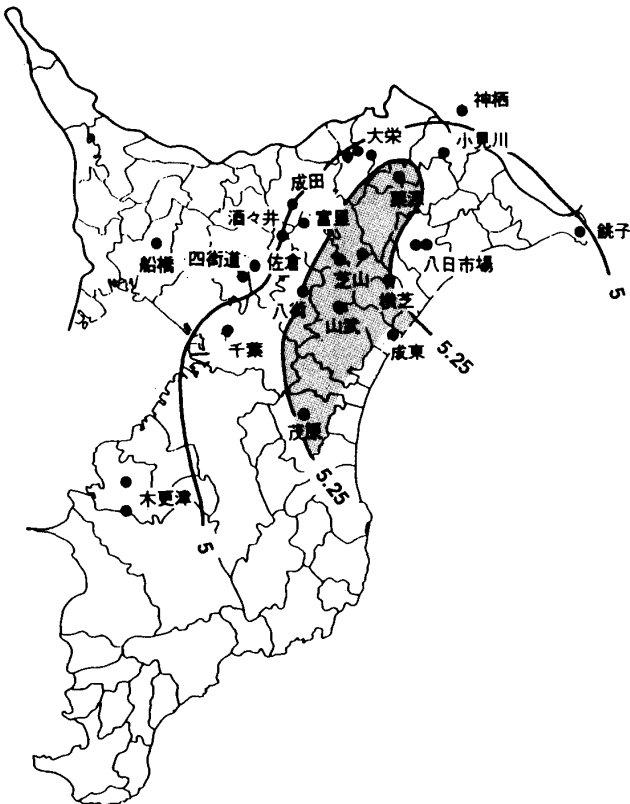 神栖
大栄
小見川
成田
栗源
酒々井
富里
銚子
船橋
四街道
佐倉
八日市場
芝山
5
八街
横芝
山武
千葉
成東
5.25
茂原
5.25
木更津
5